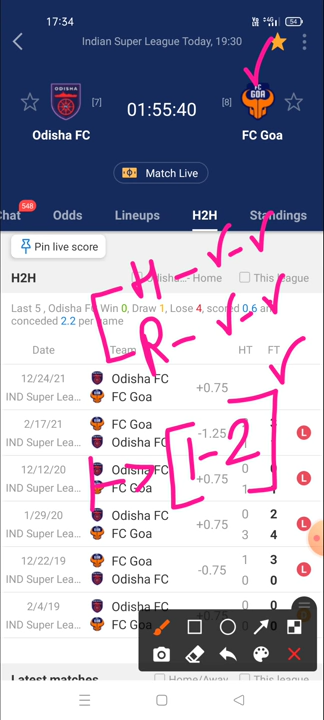 17:34 54
Indian Super League Today, 19:30
[7] 01:55:40 [8]
Odisha FC FC Goa
Match Live
Chat 548 Odds Lineups H2H Standings
Pin live score
H2H Home This league
H-√-√
Last 5 , Odisha FC Win 0, Draw 1, Lose 4, scored 0.6 and
conceded 2.2 per game
R-√-√
Date Team HT FT
12/24/21 Odisha FC +0.75
IND Super Lea... FC Goa
2/17/21 FC Goa -1.25 L
IND Super Lea... Odisha FC
1-2
12/12/20 Odisha FC +0.75 0 0 L
IND Super Lea... FC Goa 1 1
1/29/20 Odisha FC +0.75 0 2 L
IND Super Lea... FC Goa 3 4
12/22/19 FC Goa -0.75 1 3 L
IND Super Lea... Odisha FC 0 0
2/4/19 Odisha FC 0 0
IND Super Lea... FC Goa
Latest matches Home/Away This league